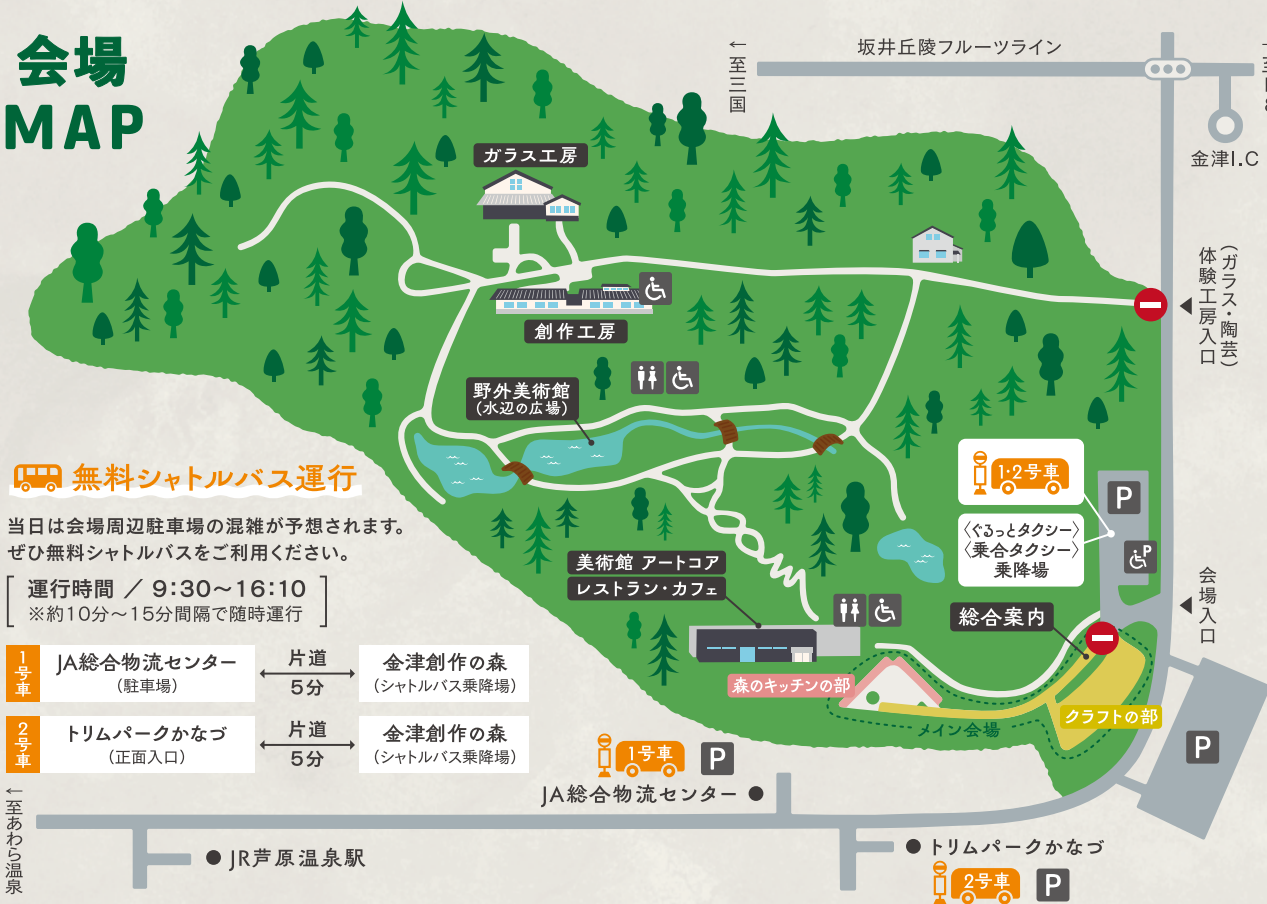 会場
MAP
←至三国
坂井丘陵フルーツライン
金津I.C
(ガラス・陶芸)
体験工房入口
ガラス工房
創作工房
野外美術館
(水辺の広場)
無料シャトルバス運行
当日は会場周辺駐車場の混雑が予想されます。
ぜひ無料シャトルバスをご利用ください。
運行時間 / 9:30〜16:10
※約10分〜15分間隔で随時運行
1号車
JA総合物流センター
(駐車場)
片道
5分
金津創作の森
(シャトルバス乗降場)
2号車
トリムパークかなづ
(正面入口)
片道
5分
金津創作の森
(シャトルバス乗降場)
1・2号車
〈ぐるっとタクシー〉
〈乗合タクシー〉
乗降場
P
P
会場入口
美術館 アートコア
レストラン・カフェ
総合案内
森のキッチンの部
メイン会場
クラフトの部
P
1号車
P
JA総合物流センター
←至あわら温泉
JR芦原温泉駅
トリムパークかなづ
2号車
P